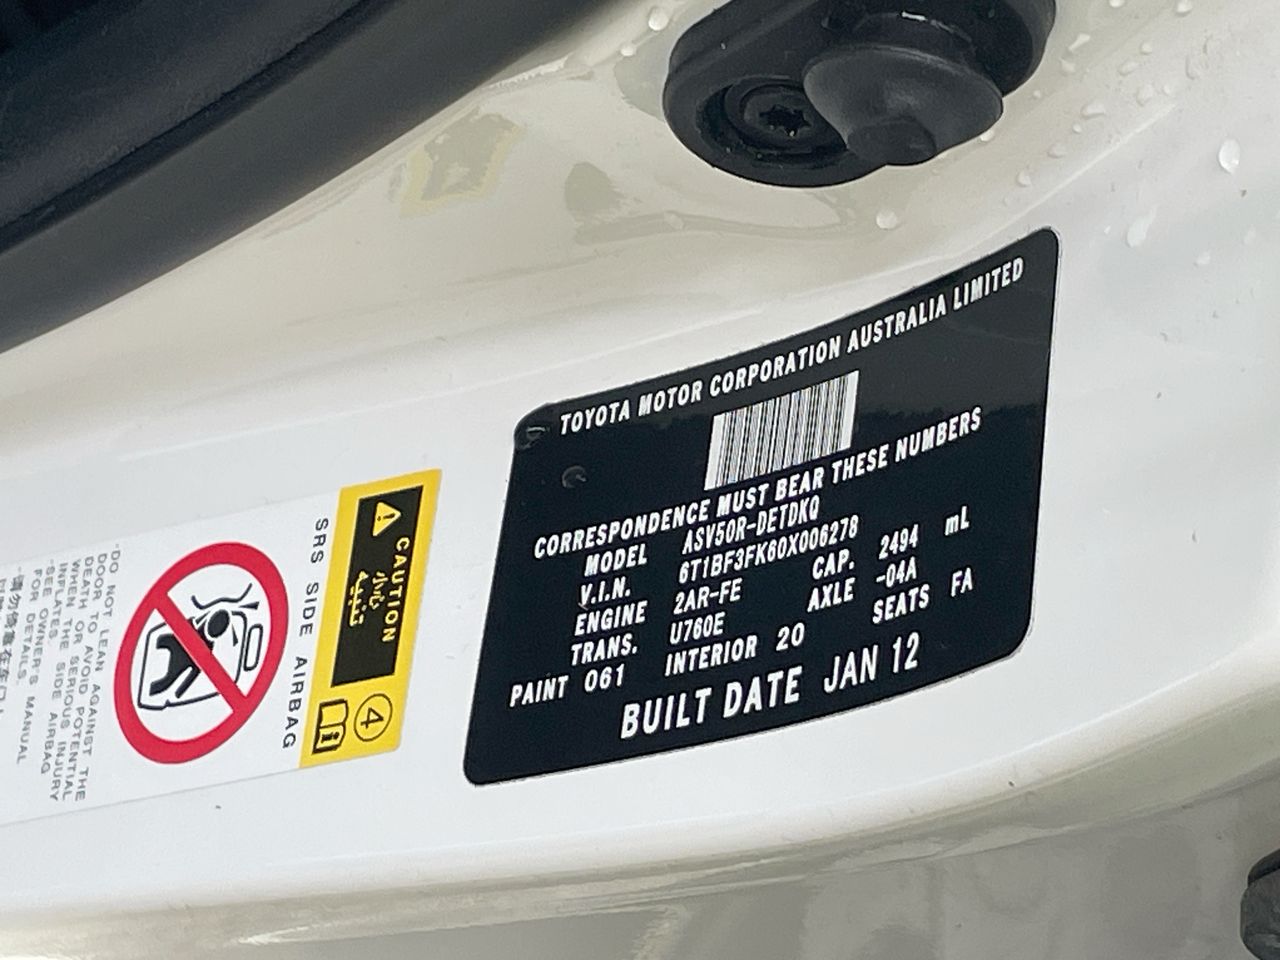 TOYOTA MOTOR CORPORATION AUSTRALIA LIMITED
CORRESPONDENCE MUST BEAR THESE NUMBERS
MODEL ASV50R-DETDKQ
V.I.N. 6T1BF3FK60X006278
ENGINE 2AR-FE CAP. 2494 mL
TRANS. U760E AXLE -04A
PAINT 061 INTERIOR 20 SEATS FA
BUILT DATE JAN 12
CAUTION
4
SRS SIDE AIRBAG
·DO NOT LEAN AGAINST THE
DOOR TO AVOID POTENTIAL
DEATH OR SERIOUS INJURY
WHEN THE SIDE AIRBAG
INFLATES.
·SEE OWNER'S MANUAL
FOR DETAILS.